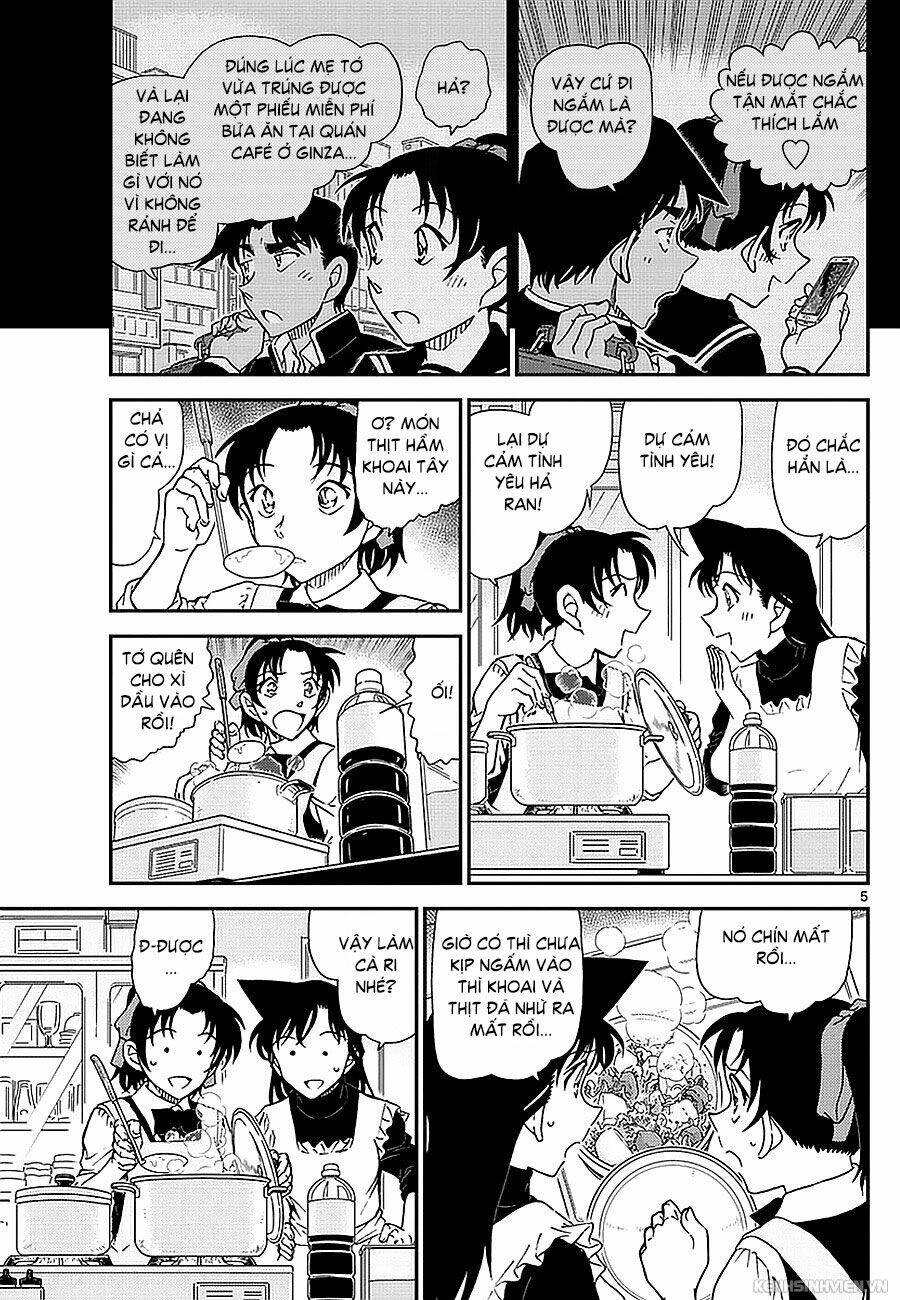 NẾU ĐƯỢC NGẮM
TẬN MẮT CHẮC
THÍCH LẮM
♡
VẬY CỨ ĐI
NGẮM LÀ
ĐƯỢC MÀ?
HẢ?
ĐÚNG LÚC MẸ TỚ
VỪA TRÚNG ĐƯỢC
MỘT PHIẾU MIỄN PHÍ
BỮA ĂN TẠI QUÁN
CAFÉ Ở GINZA...
VẢ LẠI
ĐANG
KHÔNG
BIẾT LÀM
GÌ VỚI NÓ
VÌ KHÔNG
RẢNH ĐỂ
ĐI...
ĐÓ CHẮC
HẲN LÀ...
DỰ CẢM
TÌNH YÊU!
LẠI DỰ
CẢM TÌNH
YÊU HẢ
RAN!
Ơ? MÓN
THỊT HẦM
KHOAI TÂY
NÀY...
CHẢ
CÓ VỊ
GÌ CẢ...
ỐI!
TỚ QUÊN
CHO XÌ
DẦU VÀO
RỒI!
5
NÓ CHÍN MẤT
RỒI...
GIỜ CÓ THÌ CHƯA
KỊP NGẤM VÀO
THÌ KHOAI VÀ
THỊT ĐÃ NHỪ RA
MẤT RỒI...
VẬY LÀM
CÀ RI
NHÉ?
Đ-ĐƯỢC
...
KENHSINHVIEN.VN